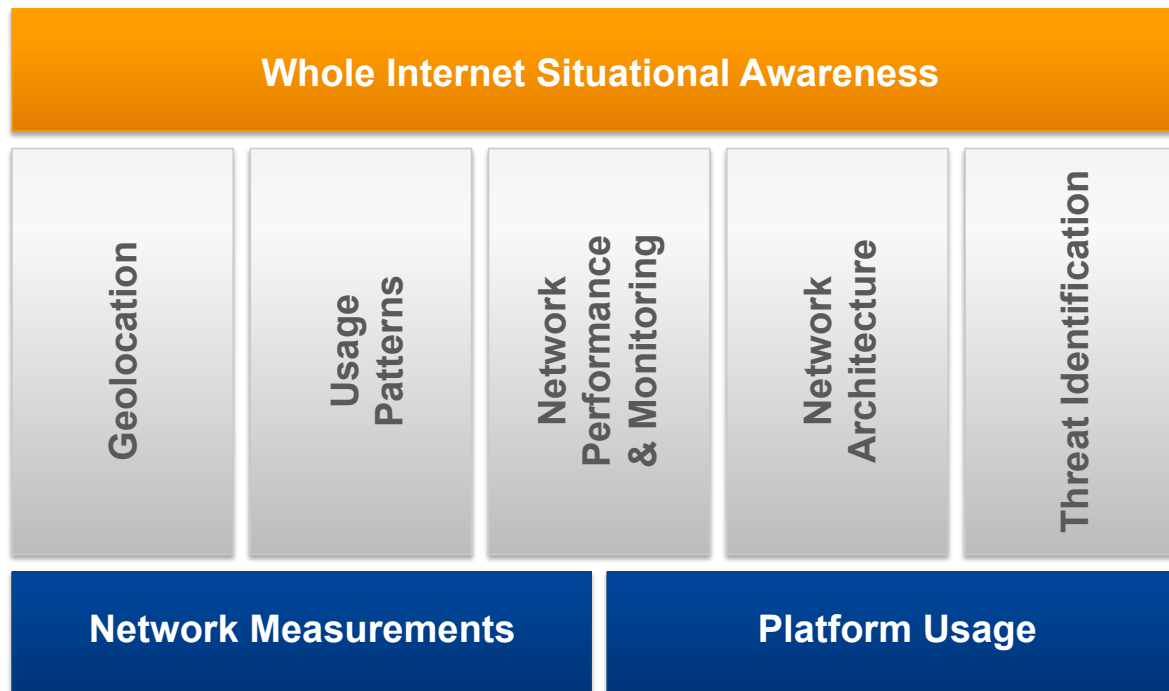 Whole Internet Situational Awareness
Geolocation
Usage
Patterns
Network
Performance
& Monitoring
Network
Architecture
Threat Identification
Network Measurements
Platform Usage